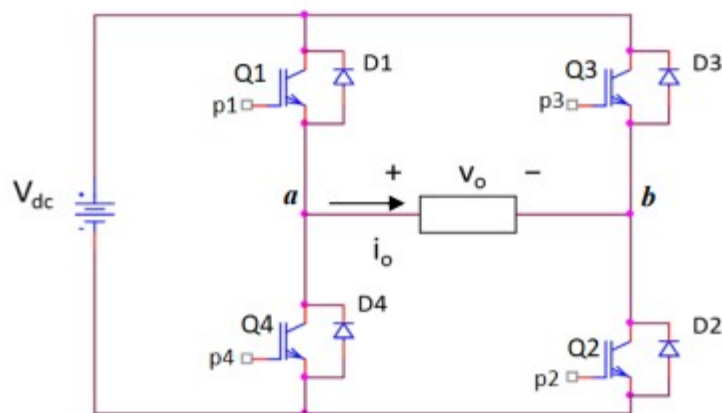 Q1 D1 Q3 D3
p1 p3
V_dc + a + v_o − b
- i_o
Q4 D4 Q2 D2
p4 p2